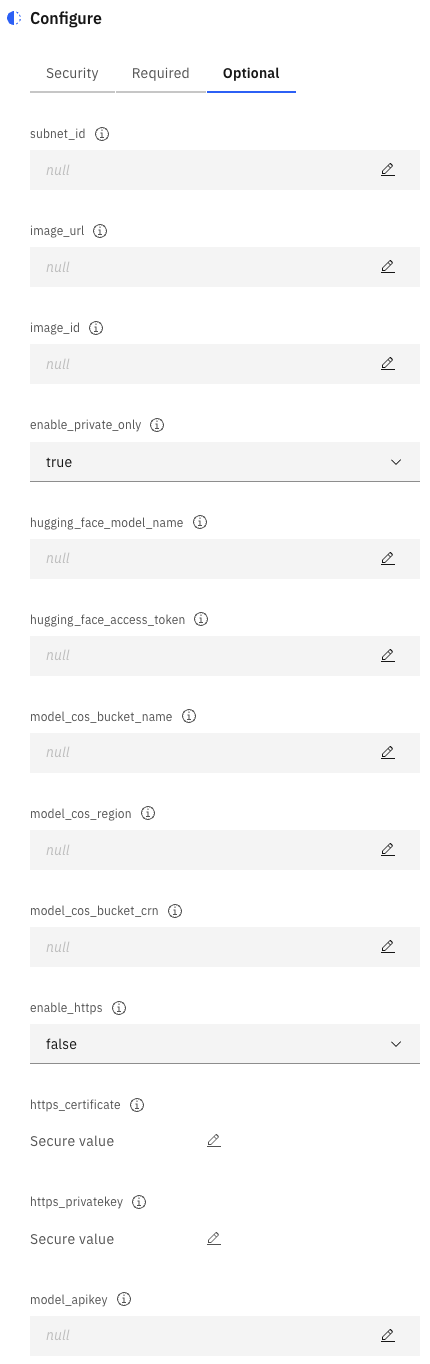 Configure
Security Required Optional
subnet_id
null
image_url
null
image_id
null
enable_private_only
true
hugging_face_model_name
null
hugging_face_access_token
null
model_cos_bucket_name
null
model_cos_region
null
model_cos_bucket_crn
null
enable_https
false
https_certificate
Secure value
https_privatekey
Secure value
model_apikey
null